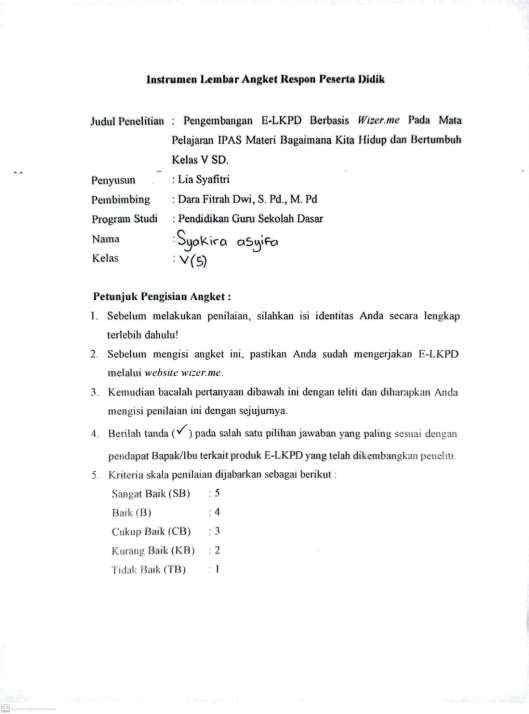 Instrumen Lembar Angket Respon Peserta Didik
Judul Penelitian : Pengembangan E-LKPD Berbasis Wizer.me Pada Mata
Pelajaran IPAS Materi Bagaimana Kita Hidup dan Bertumbuh
Kelas V SD.
Penyusun : Lia Syafitri
Pembimbing : Dara Fitrah Dwi, S. Pd., M. Pd
Program Studi : Pendidikan Guru Sekolah Dasar
Nama : Syakira asyifa
Kelas : V(5)
Petunjuk Pengisian Angket :
1. Sebelum melakukan penilaian, silahkan isi identitas Anda secara lengkap
terlebih dahulu!
2. Sebelum mengisi angket ini, pastikan Anda sudah mengerjakan E-LKPD
melalui website wizer.me.
3. Kemudian bacalah pertanyaan dibawah ini dengan teliti dan diharapkan Anda
mengisi penilaian ini dengan sejujurnya.
4. Berilah tanda (✓) pada salah satu pilihan jawaban yang paling sesuai dengan
pendapat Bapak/Ibu terkait produk E-LKPD yang telah dikembangkan peneliti.
5. Kriteria skala penilaian dijabarkan sebagai berikut :
Sangat Baik (SB) : 5
Baik (B) : 4
Cukup Baik (CB) : 3
Kurang Baik (KB) : 2
Tidak Baik (TB) : 1